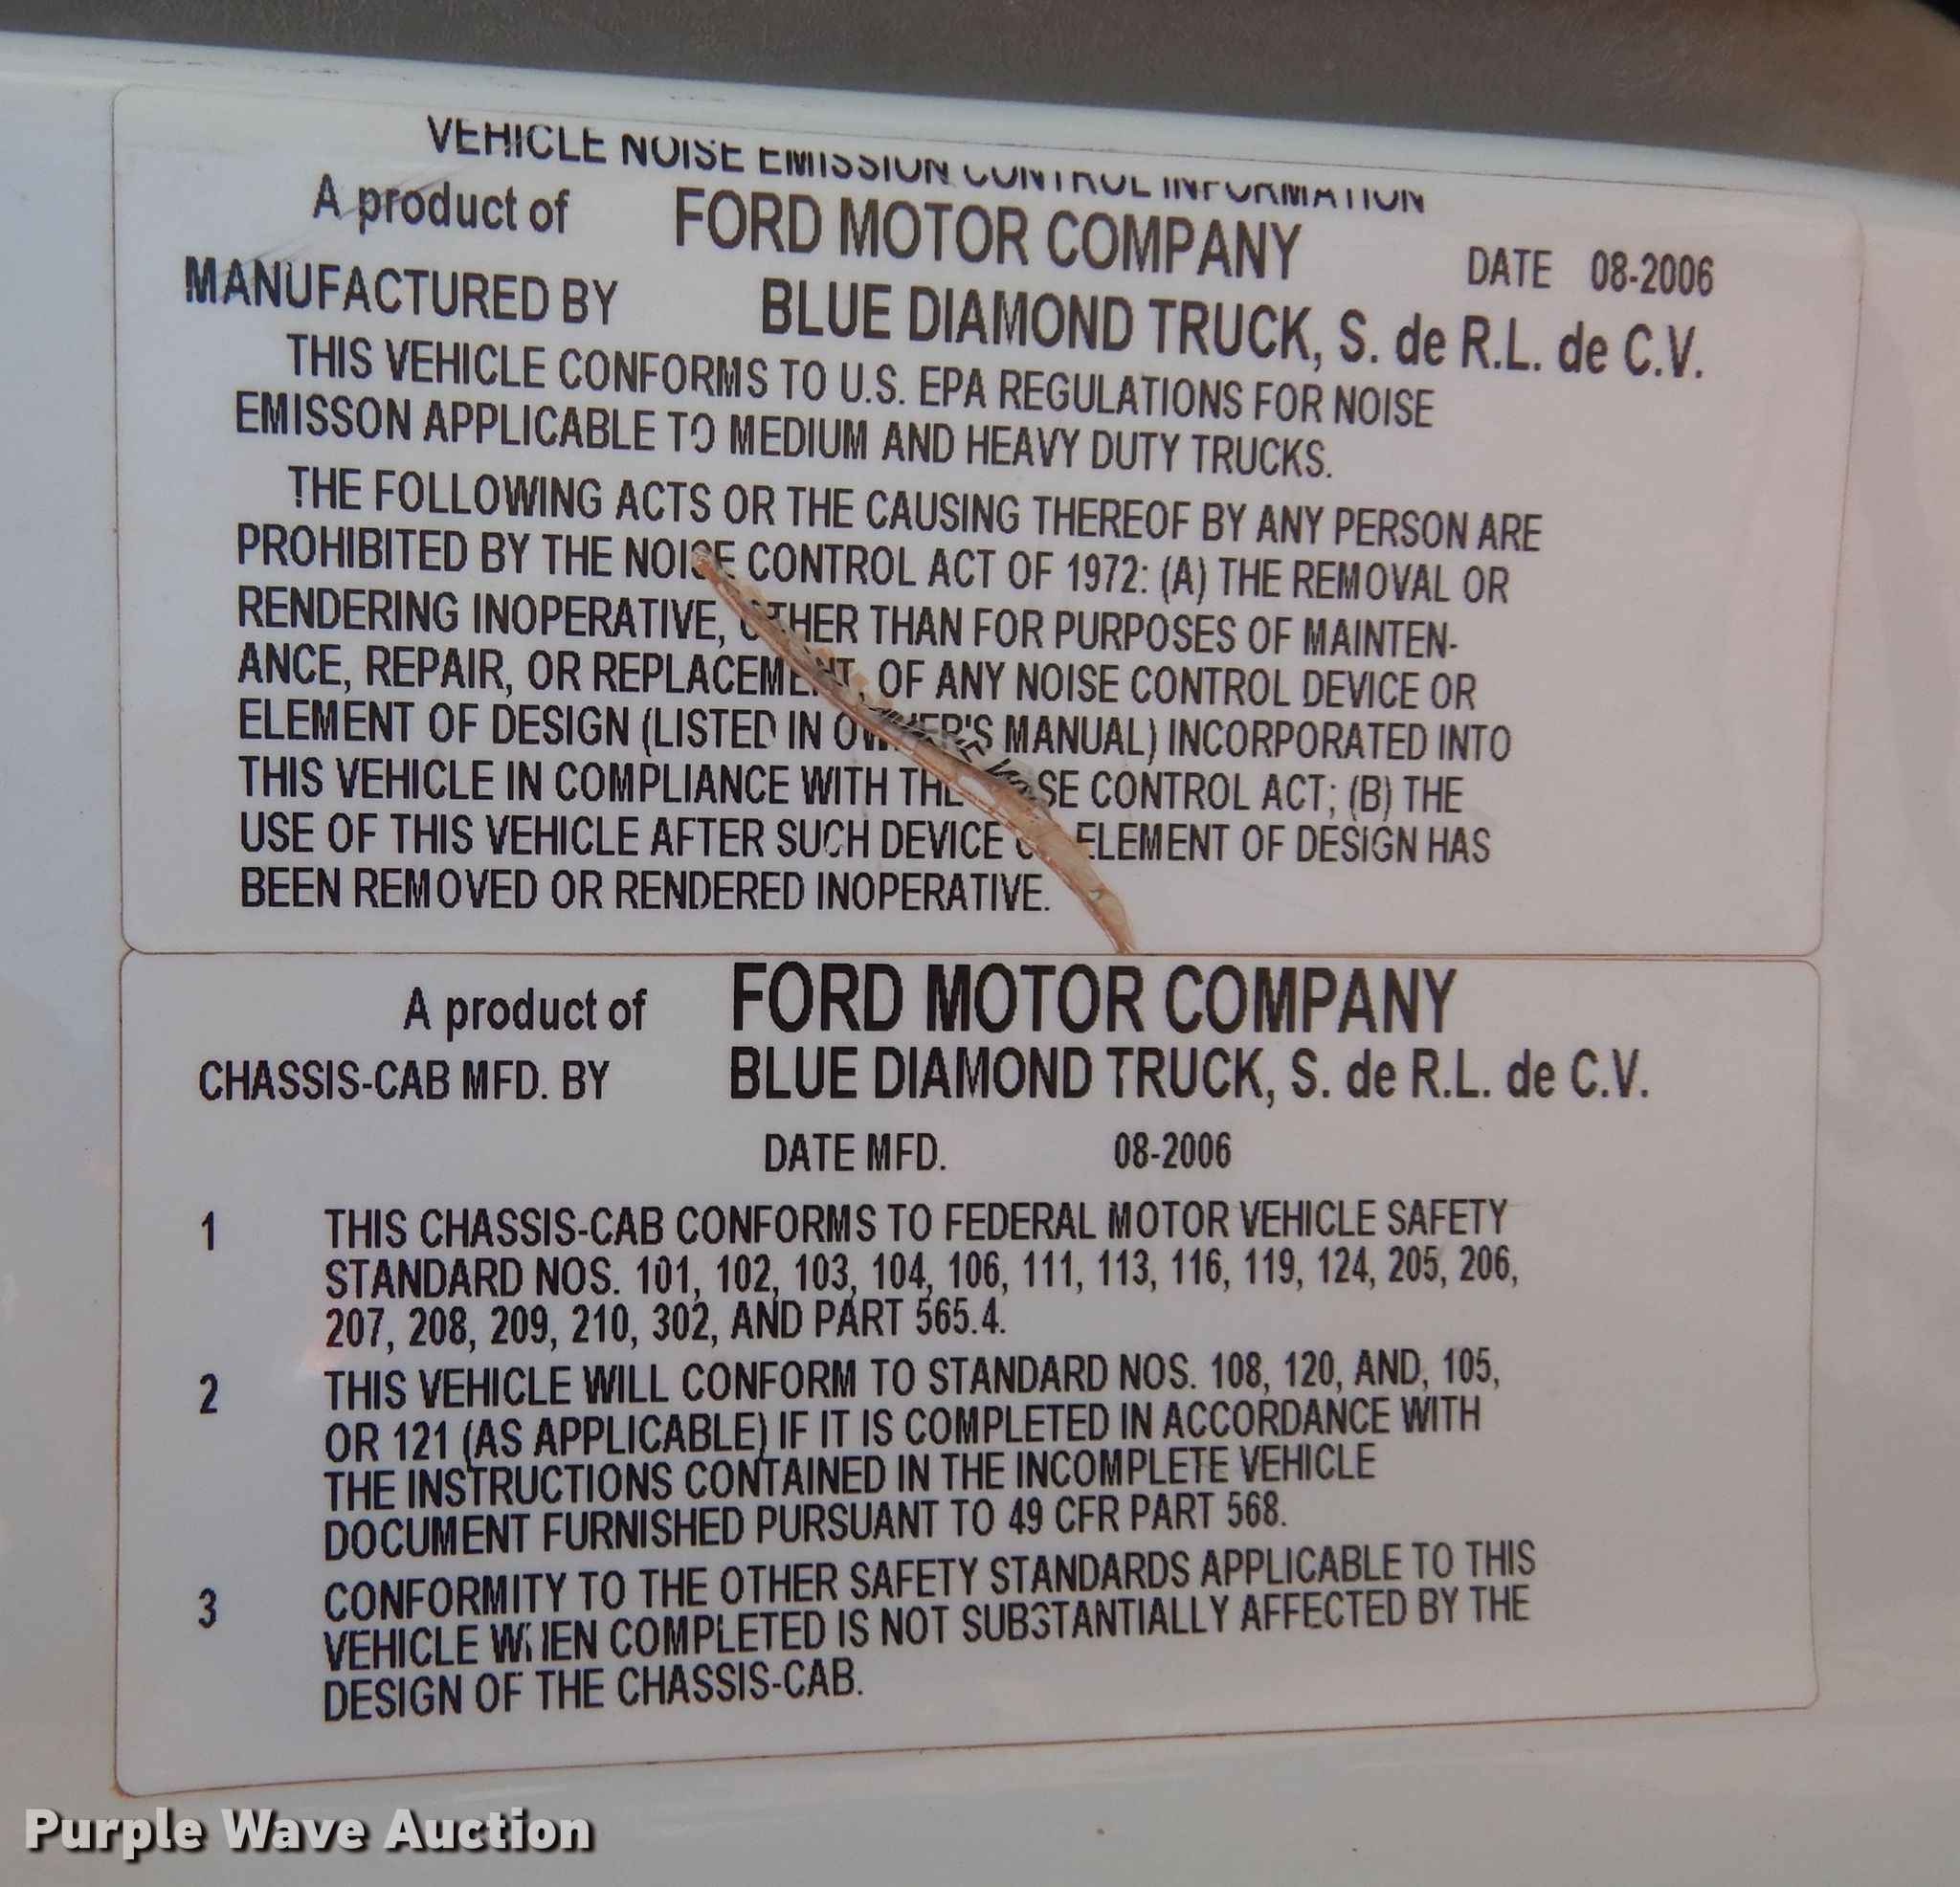 VEHICLE NOISE EMISSION CONTROL INFORMATION
A product of FORD MOTOR COMPANY DATE 08-2006
MANUFACTURED BY BLUE DIAMOND TRUCK, S. de R.L. de C.V.
THIS VEHICLE CONFORMS TO U.S. EPA REGULATIONS FOR NOISE
EMISSON APPLICABLE TO MEDIUM AND HEAVY DUTY TRUCKS.
THE FOLLOWING ACTS OR THE CAUSING THEREOF BY ANY PERSON ARE
PROHIBITED BY THE NOISE CONTROL ACT OF 1972: (A) THE REMOVAL OR
RENDERING INOPERATIVE, OTHER THAN FOR PURPOSES OF MAINTEN-
ANCE, REPAIR, OR REPLACEMENT, OF ANY NOISE CONTROL DEVICE OR
ELEMENT OF DESIGN (LISTED IN OWNER'S MANUAL) INCORPORATED INTO
THIS VEHICLE IN COMPLIANCE WITH THE NOISE CONTROL ACT; (B) THE
USE OF THIS VEHICLE AFTER SUCH DEVICE ELEMENT OF DESIGN HAS
BEEN REMOVED OR RENDERED INOPERATIVE.
A product of FORD MOTOR COMPANY
CHASSIS-CAB MFD. BY BLUE DIAMOND TRUCK, S. de R.L. de C.V.
DATE MFD. 08-2006
1 THIS CHASSIS-CAB CONFORMS TO FEDERAL MOTOR VEHICLE SAFETY
STANDARD NOS. 101, 102, 103, 104, 106, 111, 113, 116, 119, 124, 205, 206,
207, 208, 209, 210, 302, AND PART 565.4.
2 THIS VEHICLE WILL CONFORM TO STANDARD NOS. 108, 120, AND, 105,
OR 121 (AS APPLICABLE) IF IT IS COMPLETED IN ACCORDANCE WITH
THE INSTRUCTIONS CONTAINED IN THE INCOMPLETE VEHICLE
DOCUMENT FURNISHED PURSUANT TO 49 CFR PART 568.
3 CONFORMITY TO THE OTHER SAFETY STANDARDS APPLICABLE TO THIS
VEHICLE WHEN COMPLETED IS NOT SUBSTANTIALLY AFFECTED BY THE
DESIGN OF THE CHASSIS-CAB.
Purple Wave Auction